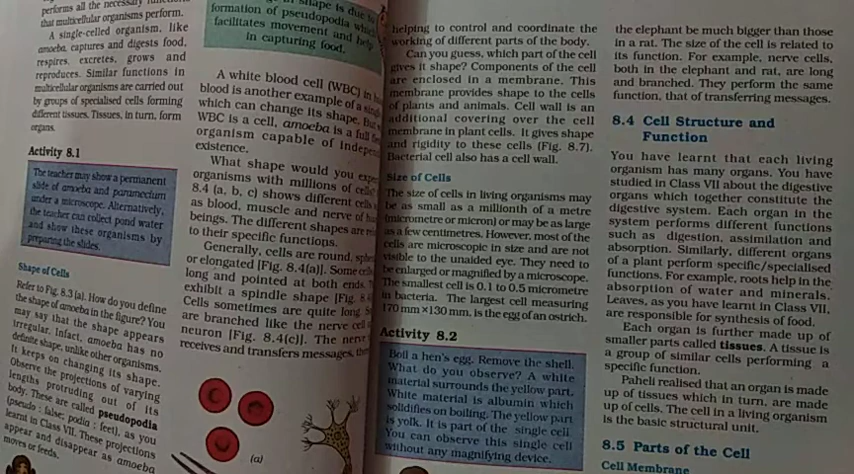 performs all the necessary functions
that multicellular organisms perform.
A single-celled organism, like
amoeba, captures and digests food,
respires, excretes, grows and
reproduces. Similar functions in
multicellular organisms are carried out
by groups of specialised cells forming
different tissues. Tissues, in turn, form
organs.
Activity 8.1
The teacher may show a permanent
slide of amoeba and paramecium
under a microscope. Alternatively,
the teacher can collect pond water
and show these organisms by
preparing the slides.
Shape of Cells
Refer to Fig. 8.3 (a). How do you define
the shape of amoeba in the figure? You
may say that the shape appears
irregular. Infact, amoeba has no
definite shape, unlike other organisms.
It keeps on changing its shape.
Observe the projections of varying
lengths protruding out of its
body. These are called pseudopodia
(pseudo : false; podia : feet), as you
learnt in Class VII. These projections
appear and disappear as amoeba
moves or feeds.
in shape is due to
formation of pseudopodia which
facilitates movement and help
in capturing food.
A white blood cell (WBC) in
blood is another example of a
which can change its shape. But
WBC is a cell, amoeba is a full
organism capable of
existence.
What shape would you
organisms with millions of
8.4 (a, b, c) shows different cells
as blood, muscle and nerve of
beings. The different shapes are
to their specific functions.
Generally, cells are round,
or elongated [Fig. 8.4(a)]. Some
long and pointed at both ends.
exhibit a spindle shape [Fig.
Cells sometimes are quite long.
are branched like the nerve cell
neuron [Fig. 8.4(c)]. The nerve
receives and transfers messages,
(a)
helping to control and coordinate the
working of different parts of the body.
Can you guess, which part of the cell
gives it shape? Components of the cell
are enclosed in a membrane. This
membrane provides shape to the cells
of plants and animals. Cell wall is an
additional covering over the cell
membrane in plant cells. It gives shape
and rigidity to these cells (Fig. 8.7).
Bacterial cell also has a cell wall.
Size of Cells
The size of cells in living organisms may
be as small as a millionth of a metre
(micrometre or micron) or may be as large
as a few centimetres. However, most of the
cells are microscopic in size and are not
visible to the unaided eye. They need to
be enlarged or magnified by a microscope.
The smallest cell is 0.1 to 0.5 micrometre
in bacteria. The largest cell measuring
170 mm ×130 mm, is the egg of an ostrich.
Activity 8.2
Boil a hen's egg. Remove the shell.
What do you observe? A white
material surrounds the yellow part.
White material is albumin which
solidifies on boiling. The yellow part
is yolk. It is part of the single cell.
You can observe this single cell
without any magnifying device.
the elephant be much bigger than those
in a rat. The size of the cell is related to
its function. For example, nerve cells,
both in the elephant and rat, are long
and branched. They perform the same
function, that of transferring messages.
8.4 Cell Structure and
Function
You have learnt that each living
organism has many organs. You have
studied in Class VII about the digestive
organs which together constitute the
digestive system. Each organ in the
system performs different functions
such as digestion, assimilation and
absorption. Similarly, different organs
of a plant perform specific/specialised
functions. For example, roots help in the
absorption of water and minerals.
Leaves, as you have learnt in Class VII,
are responsible for synthesis of food.
Each organ is further made up of
smaller parts called tissues. A tissue is
a group of similar cells performing a
specific function.
Paheli realised that an organ is made
up of tissues which in turn, are made
up of cells. The cell in a living organism
is the basic structural unit.
8.5 Parts of the Cell
Cell Membrane